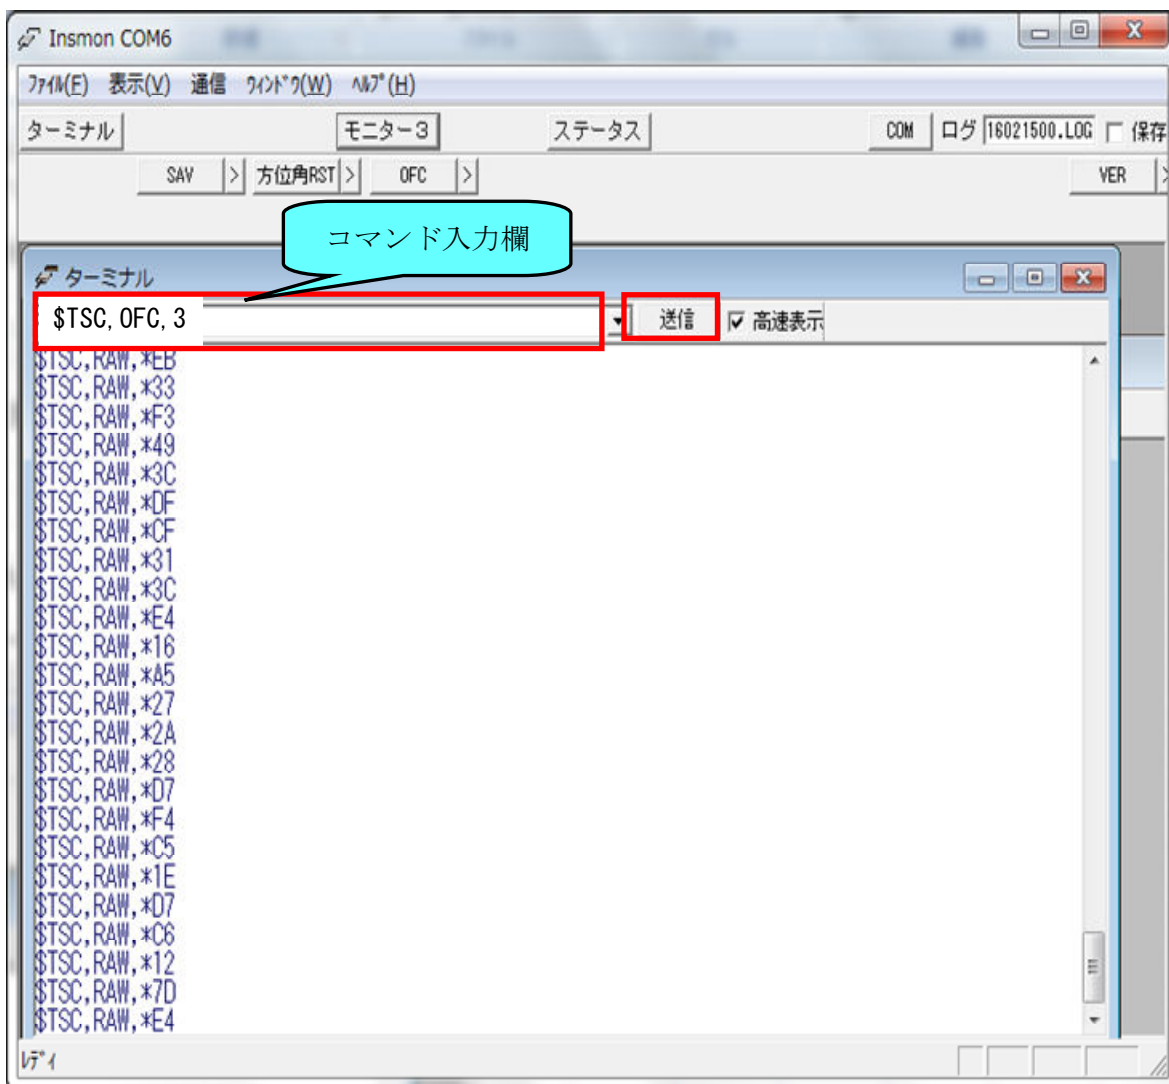 Insmon COM6
ﾌｧｲﾙ(F) 表示(V) 通信 ｳｨﾝﾄﾞｳ(W) ﾍﾙﾌﾟ(H)
ターミナル モニター３ ステータス COM ログ 16021500.LOG 保存
SAV > 方位角RST > OFC > VER >
コマンド入力欄
ターミナル
$TSC,OFC,3 送信 高速表示
$TSC,RAW,*EB
$TSC,RAW,*33
$TSC,RAW,*F3
$TSC,RAW,*49
$TSC,RAW,*3C
$TSC,RAW,*DF
$TSC,RAW,*CF
$TSC,RAW,*31
$TSC,RAW,*3C
$TSC,RAW,*E4
$TSC,RAW,*16
$TSC,RAW,*A5
$TSC,RAW,*27
$TSC,RAW,*2A
$TSC,RAW,*28
$TSC,RAW,*D7
$TSC,RAW,*F4
$TSC,RAW,*C5
$TSC,RAW,*1E
$TSC,RAW,*D7
$TSC,RAW,*C6
$TSC,RAW,*12
$TSC,RAW,*7D
$TSC,RAW,*E4
ﾚﾃﾞｨ